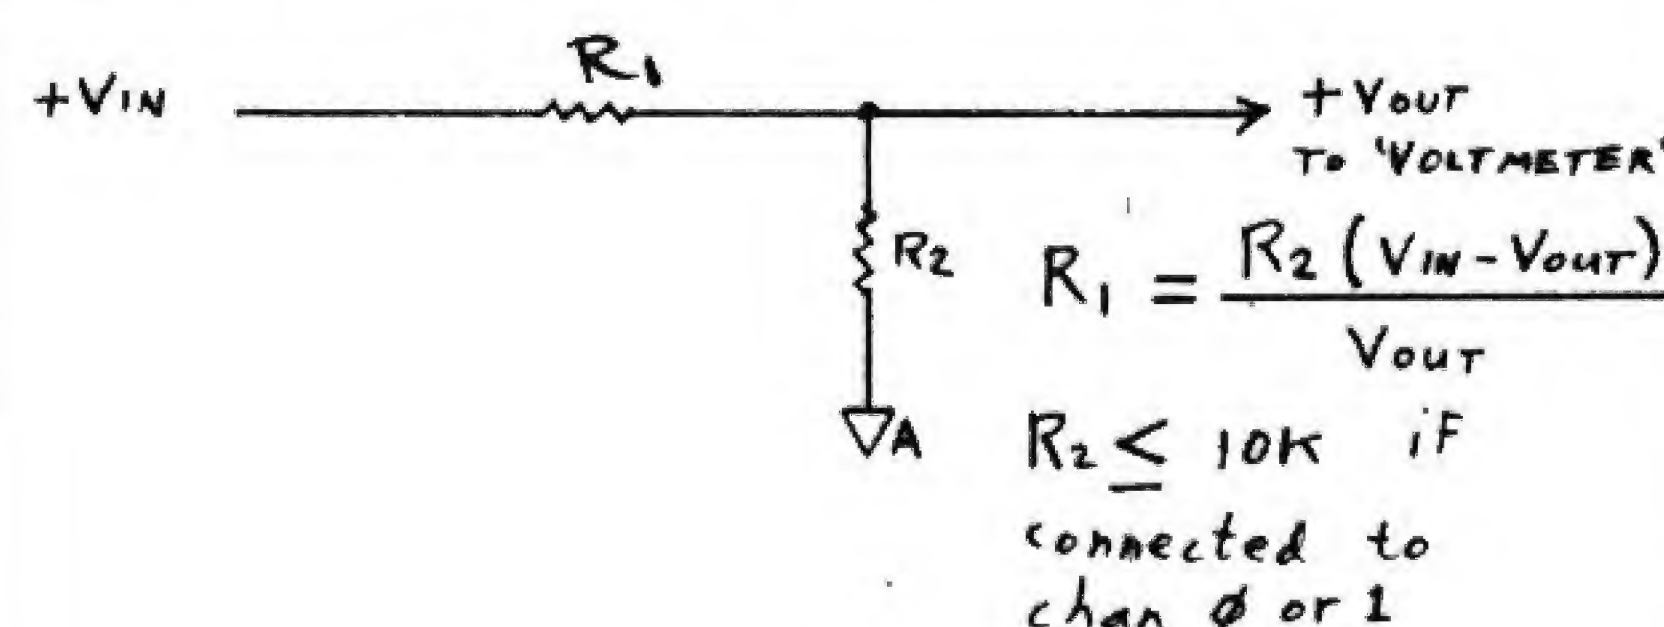 R1
+VIN
+VOUT
TO 'VOLTMETER'
R2
R1 = R2 (VIN - VOUT)
VOUT
A
R2 ≤ 10K iF
connected to
chan Ø or 1